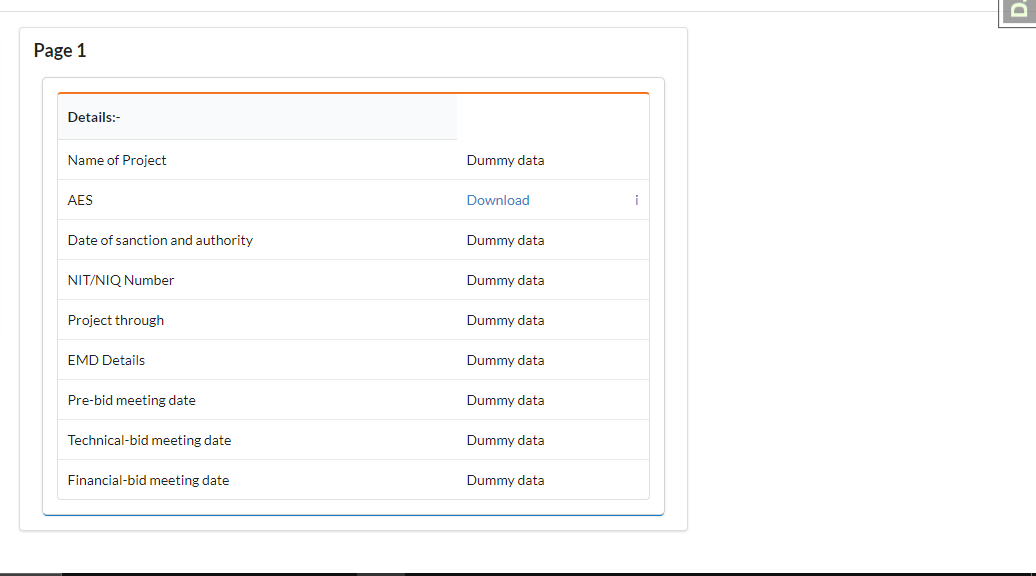 D.
Page 1
Details:-
Name of Project Dummy data
AES Download i
Date of sanction and authority Dummy data
NIT/NIQ Number Dummy data
Project through Dummy data
EMD Details Dummy data
Pre-bid meeting date Dummy data
Technical-bid meeting date Dummy data
Financial-bid meeting date Dummy data